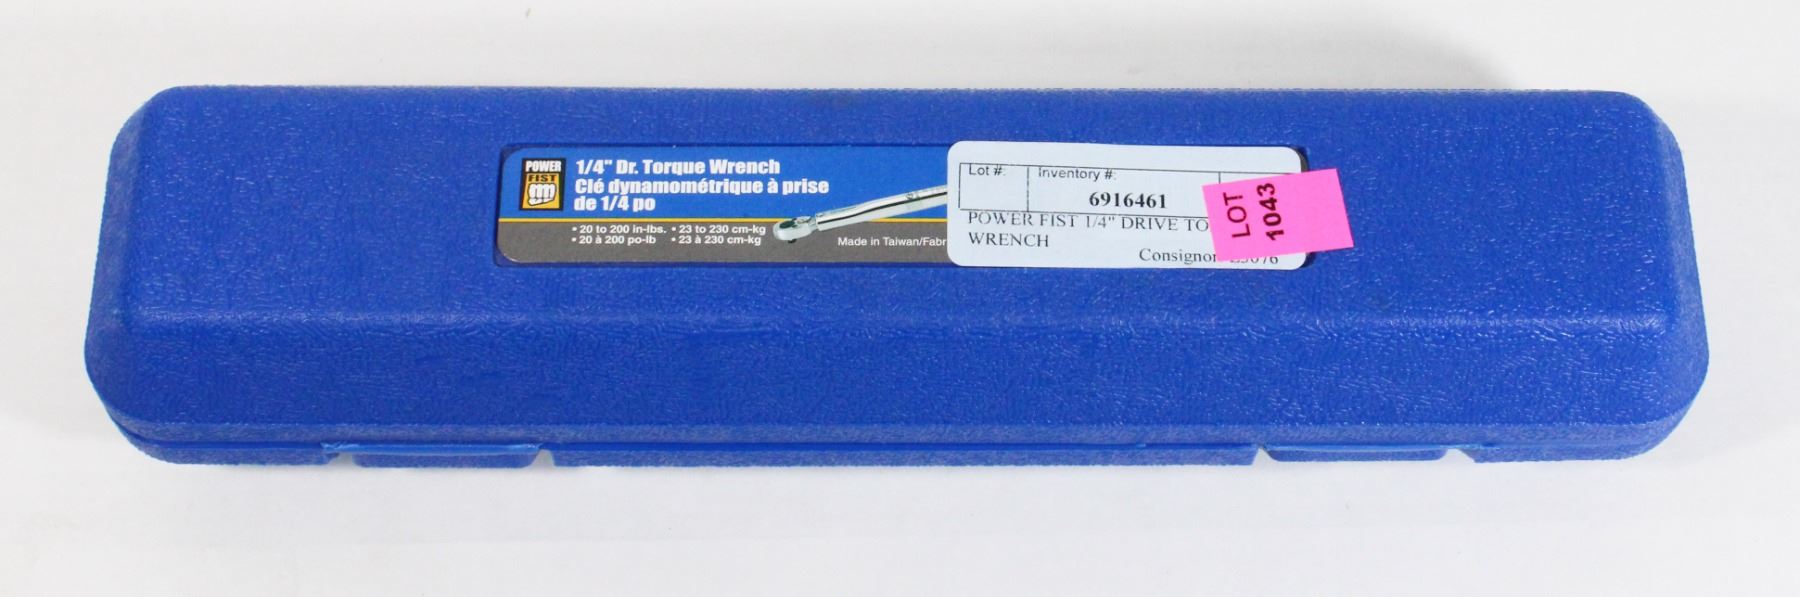 POWER
FIST
1/4" Dr. Torque Wrench
Clé dynamométrique à prise
de 1/4 po
• 20 to 200 in-lbs. • 23 to 230 cm-kg
• 20 à 200 po-lb • 23 à 230 cm-kg
Made in Taiwan/Fabr
Lot #: Inventory #:
6916461
POWER FIST 1/4" DRIVE TO
WRENCH
Consignor
LOT
1043